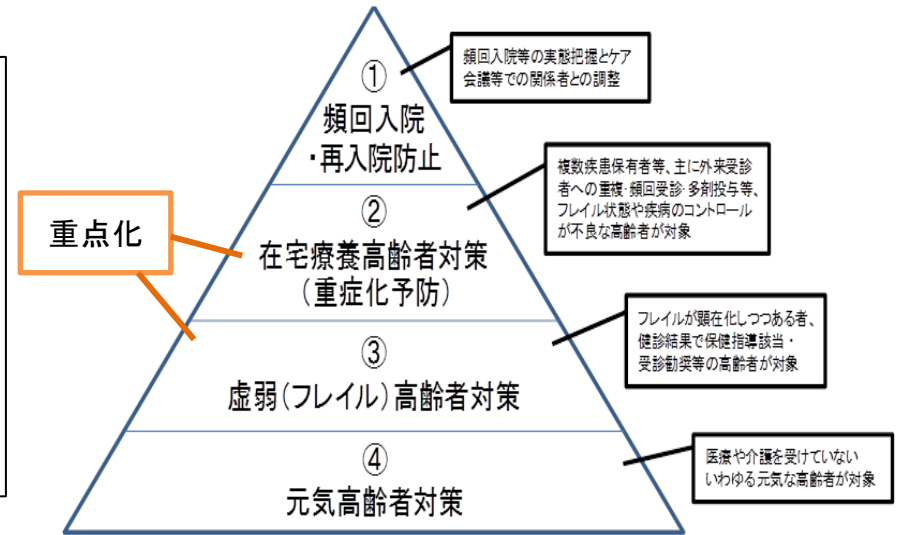 ①
頻回入院
・再入院防止
頻回入院等の実態把握とケア
会議等での関係者との調整
重点化
②
在宅療養高齢者対策
(重症化予防)
複数疾患保有者等、主に外来受診
者への重複・頻回受診・多剤投与等、
フレイル状態や疾病のコントロール
が不良な高齢者が対象
③
虚弱(フレイル)高齢者対策
フレイルが顕在化しつつある者、
健診結果で保健指導該当・
受診勧奨等の高齢者が対象
④
元気高齢者対策
医療や介護を受けていない
いわゆる元気な高齢者が対象